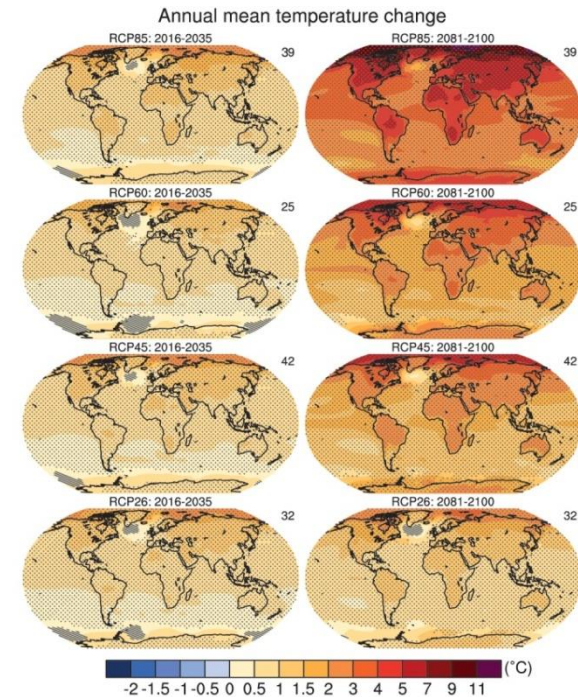 Annual mean temperature change
RCP85: 2016-2035
39
RCP85: 2081-2100
39
RCP60: 2016-2035
25
RCP60: 2081-2100
25
RCP45: 2016-2035
42
RCP45: 2081-2100
42
RCP26: 2016-2035
32
RCP26: 2081-2100
32
(°C)
-2 -1.5 -1 -0.5 0 0.5 1 1.5 2 3 4 5 7 9 11